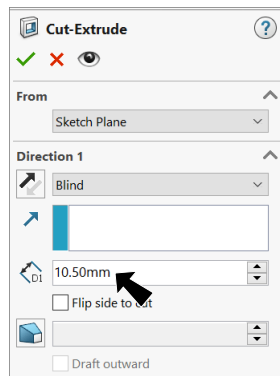 Cut-Extrude
?
From
Sketch Plane
Direction 1
Blind
D1
10.50mm
Flip side to cut
Draft outward